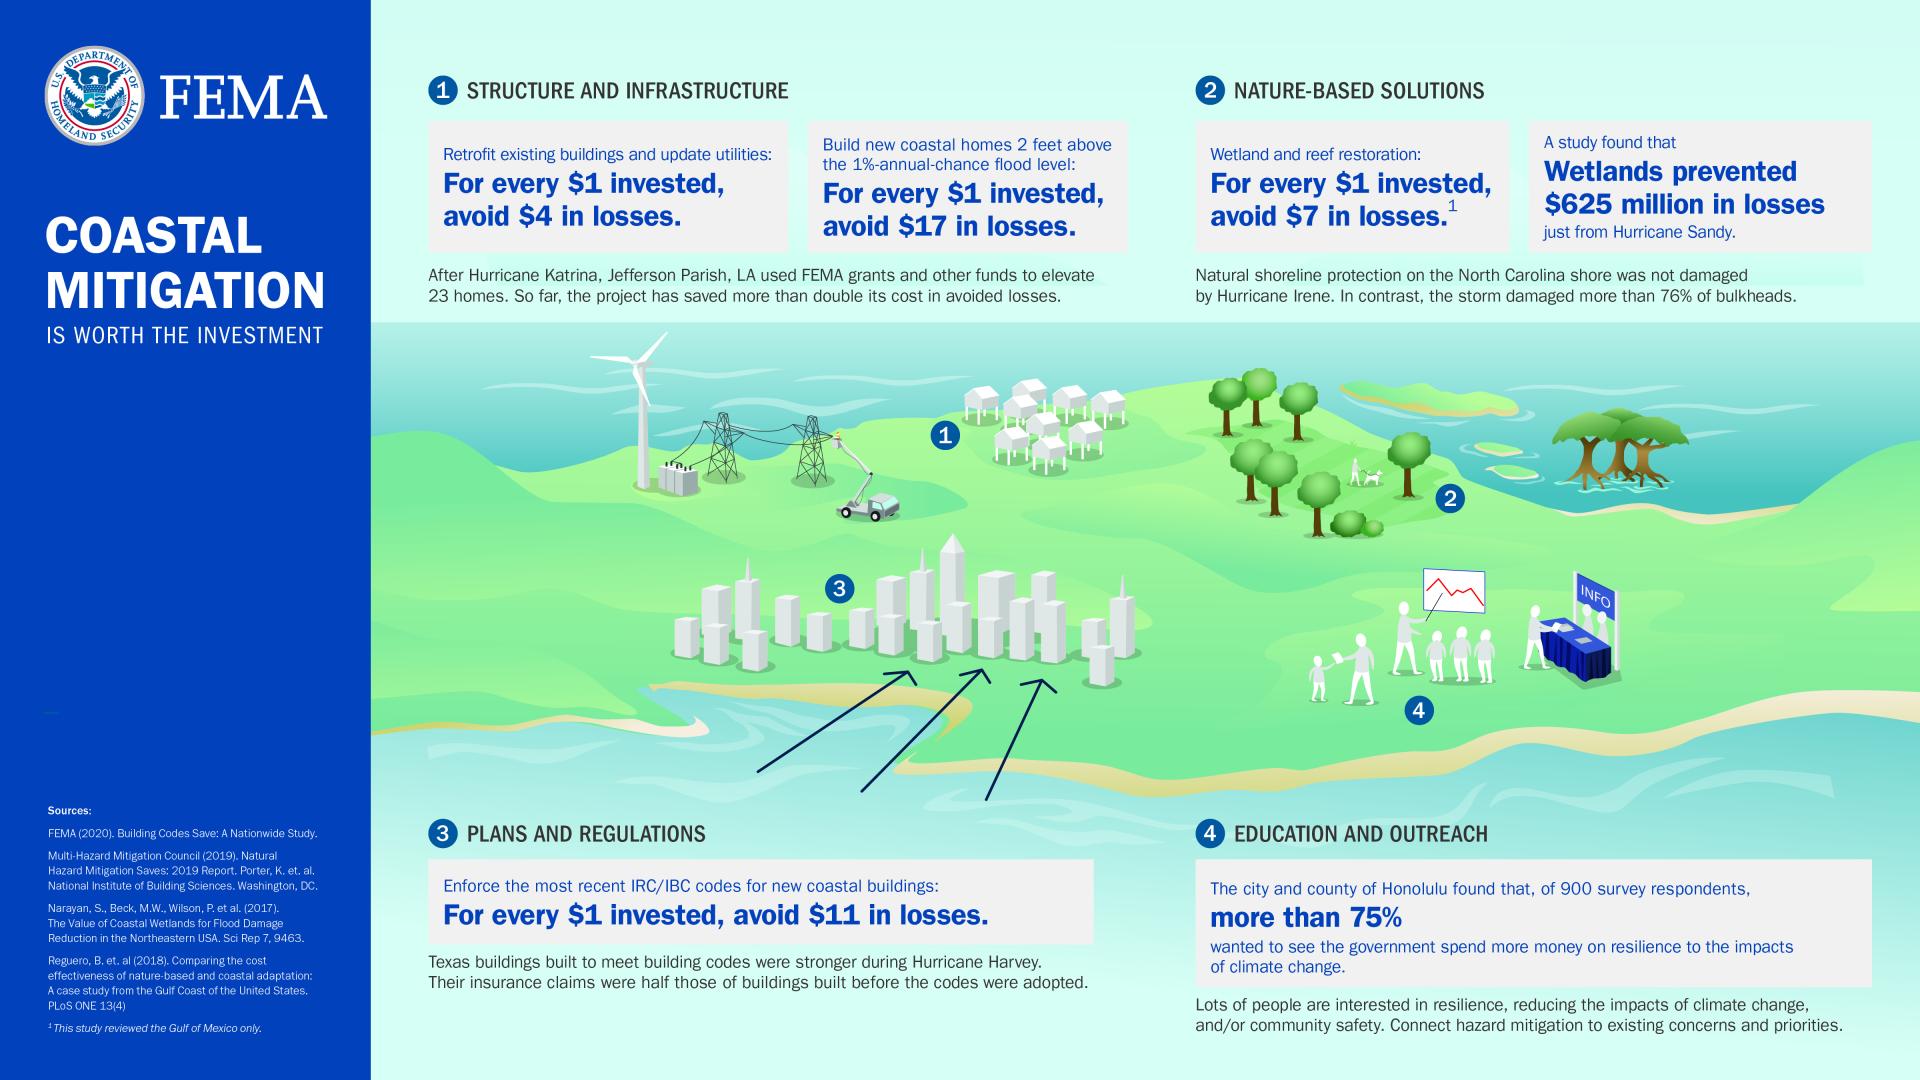 U.S. DEPARTMENT OF
HOMELAND SECURITY
FEMA
COASTAL
MITIGATION
IS WORTH THE INVESTMENT
1 STRUCTURE AND INFRASTRUCTURE
Retrofit existing buildings and update utilities:
For every $1 invested,
avoid $4 in losses.
Build new coastal homes 2 feet above
the 1%-annual-chance flood level:
For every $1 invested,
avoid $17 in losses.
After Hurricane Katrina, Jefferson Parish, LA used FEMA grants and other funds to elevate
23 homes. So far, the project has saved more than double its cost in avoided losses.
2 NATURE-BASED SOLUTIONS
Wetland and reef restoration:
For every $1 invested,
avoid $7 in losses.1
A study found that
Wetlands prevented
$625 million in losses
just from Hurricane Sandy.
Natural shoreline protection on the North Carolina shore was not damaged
by Hurricane Irene. In contrast, the storm damaged more than 76% of bulkheads.
1
2
3
INFO
4
3 PLANS AND REGULATIONS
Enforce the most recent IRC/IBC codes for new coastal buildings:
For every $1 invested, avoid $11 in losses.
Texas buildings built to meet building codes were stronger during Hurricane Harvey.
Their insurance claims were half those of buildings built before the codes were adopted.
4 EDUCATION AND OUTREACH
The city and county of Honolulu found that, of 900 survey respondents,
more than 75%
wanted to see the government spend more money on resilience to the impacts
of climate change.
Lots of people are interested in resilience, reducing the impacts of climate change,
and/or community safety. Connect hazard mitigation to existing concerns and priorities.
Sources:
FEMA (2020). Building Codes Save: A Nationwide Study.
Multi-Hazard Mitigation Council (2019). Natural
Hazard Mitigation Saves: 2019 Report. Porter, K. et. al.
National Institute of Building Sciences. Washington, DC.
Narayan, S., Beck, M.W., Wilson, P. et al. (2017).
The Value of Coastal Wetlands for Flood Damage
Reduction in the Northeastern USA. Sci Rep 7, 9463.
Reguero, B. et. al (2018). Comparing the cost
effectiveness of nature-based and coastal adaptation:
A case study from the Gulf Coast of the United States.
PLoS ONE 13(4)
1 This study reviewed the Gulf of Mexico only.